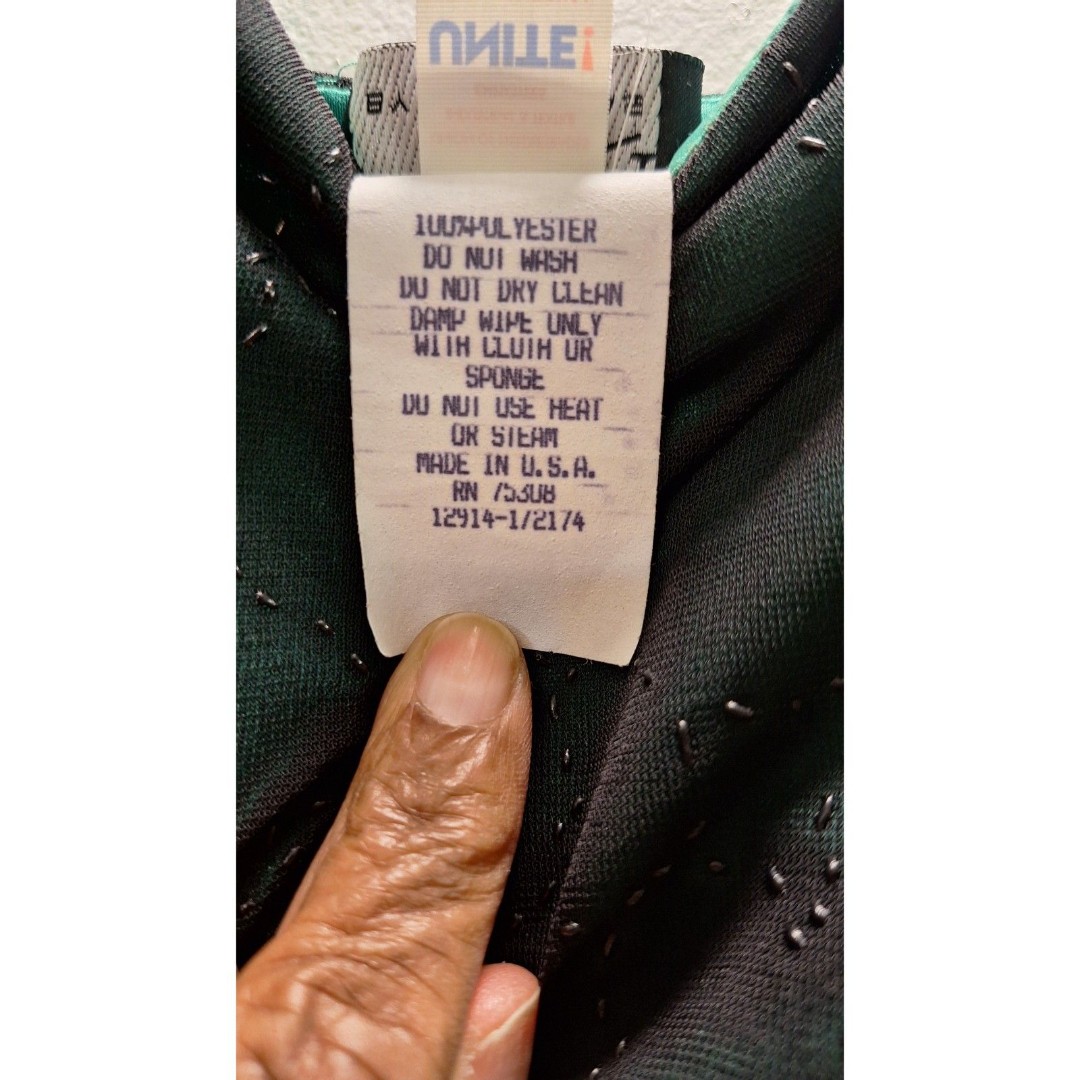 UNITE!
100%POLYESTER
DO NOT WASH
DO NOT DRY CLEAN
DAMP WIPE ONLY
WITH CLOTH OR
SPONGE
DO NOT USE HEAT
OR STEAM
MADE IN U.S.A.
RN 75308
12914-1/2174